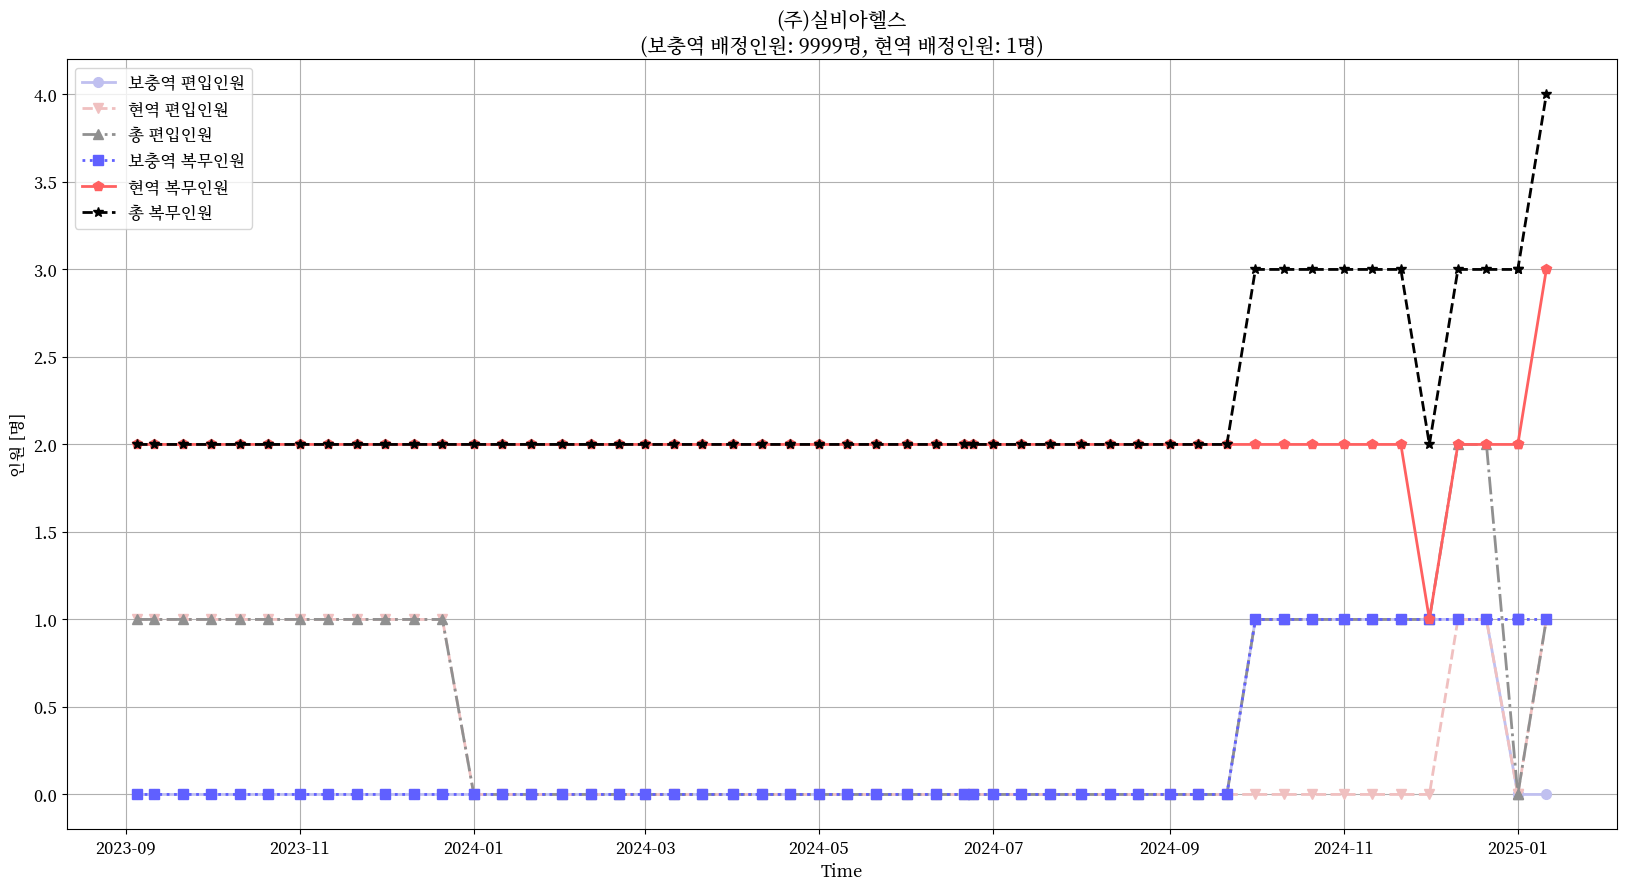 (주)실비아헬스
(보충역 배정인원: 9999명, 현역 배정인원: 1명)
보충역 편입인원
현역 편입인원
총 편입인원
보충역 복무인원
현역 복무인원
총 복무인원
4.0
3.5
3.0
2.5
2.0
1.5
1.0
0.5
0.0
인원 [명]
2023-09 2023-11 2024-01 2024-03 2024-05 2024-07 2024-09 2024-11 2025-01
Time